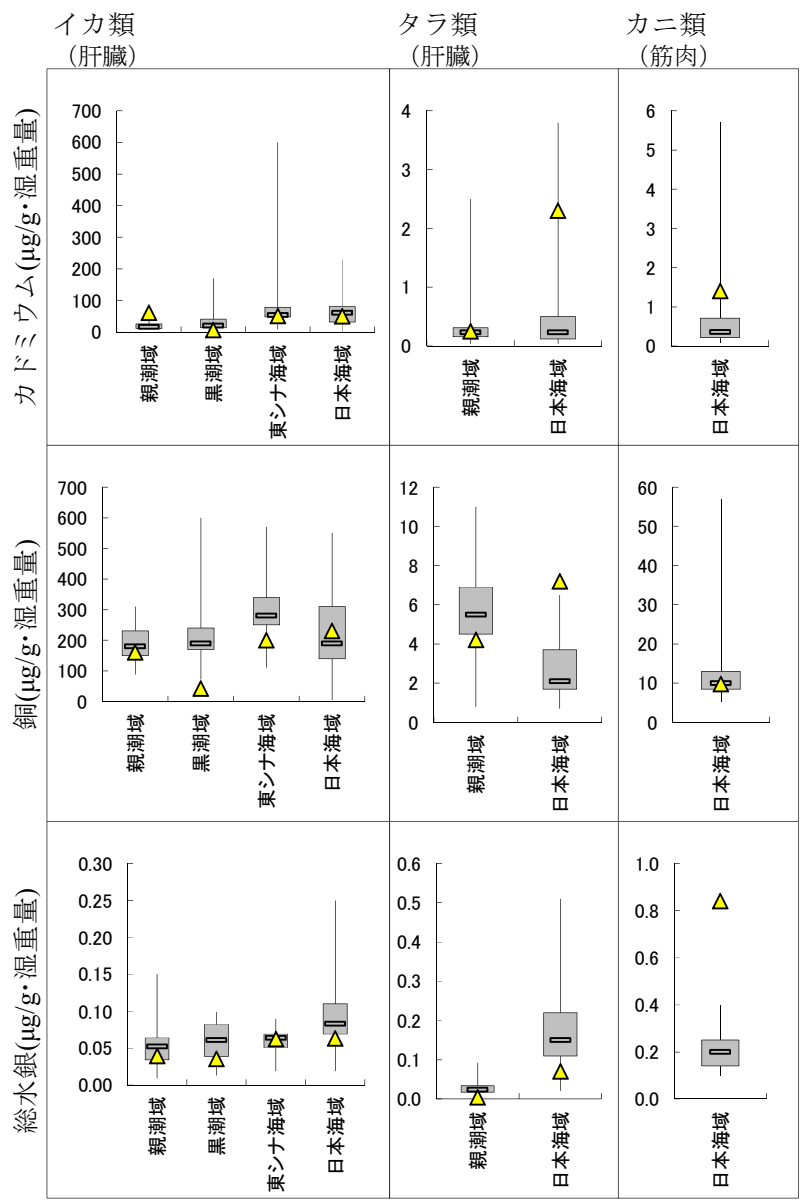 イカ類
（肝臓）
タラ類
（肝臓）
カニ類
（筋肉）
カドミウム(μg/g・湿重量)
700
600
500
400
300
200
100
0
親潮域
黒潮域
東シナ海域
日本海域
4
3
2
1
0
親潮域
日本海域
6
5
4
3
2
1
0
日本海域
銅(μg/g・湿重量)
700
600
500
400
300
200
100
0
親潮域
黒潮域
東シナ海域
日本海域
12
10
8
6
4
2
0
親潮域
日本海域
60
50
40
30
20
10
0
日本海域
総水銀(μg/g・湿重量)
0.30
0.25
0.20
0.15
0.10
0.05
0.00
親潮域
黒潮域
東シナ海域
日本海域
0.6
0.5
0.4
0.3
0.2
0.1
0.0
親潮域
日本海域
1.0
0.8
0.6
0.4
0.2
0.0
日本海域